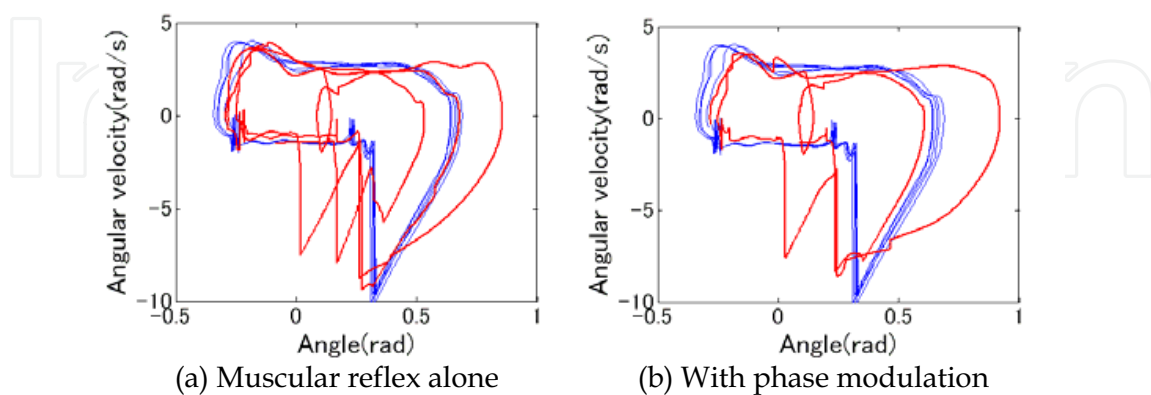 Angular velocity(rad/s)
5
0
-5
-10
-0.5
0
0.5
1
Angle(rad)
(a) Muscular reflex alone
Angular velocity(rad/s)
5
0
-5
-10
-0.5
0
0.5
1
Angle(rad)
(b) With phase modulation